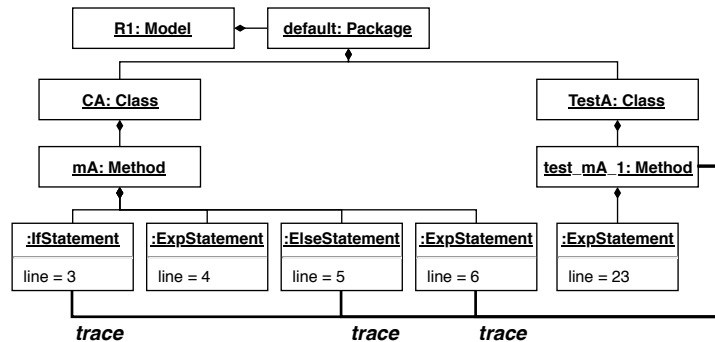 R1: Model
default: Package
CA: Class
TestA: Class
mA: Method
test_mA_1: Method
:IfStatement
:ExpStatement
:ElseStatement
:ExpStatement
:ExpStatement
line = 3
line = 4
line = 5
line = 6
line = 23
trace
trace
trace